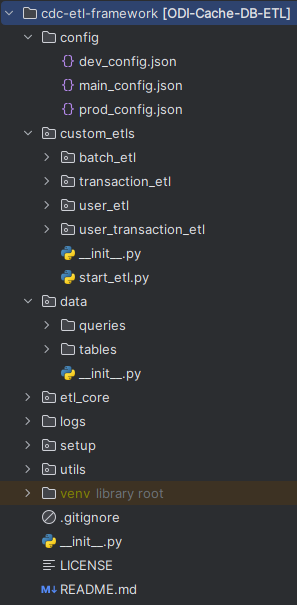 cdc-etl-framework [ODI-Cache-DB-ETL]
config
dev_config.json
main_config.json
prod_config.json
custom_etls
batch_etl
transaction_etl
user_etl
user_transaction_etl
__init__.py
start_etl.py
data
queries
tables
__init__.py
etl_core
logs
setup
utils
venv library root
.gitignore
__init__.py
LICENSE
README.md